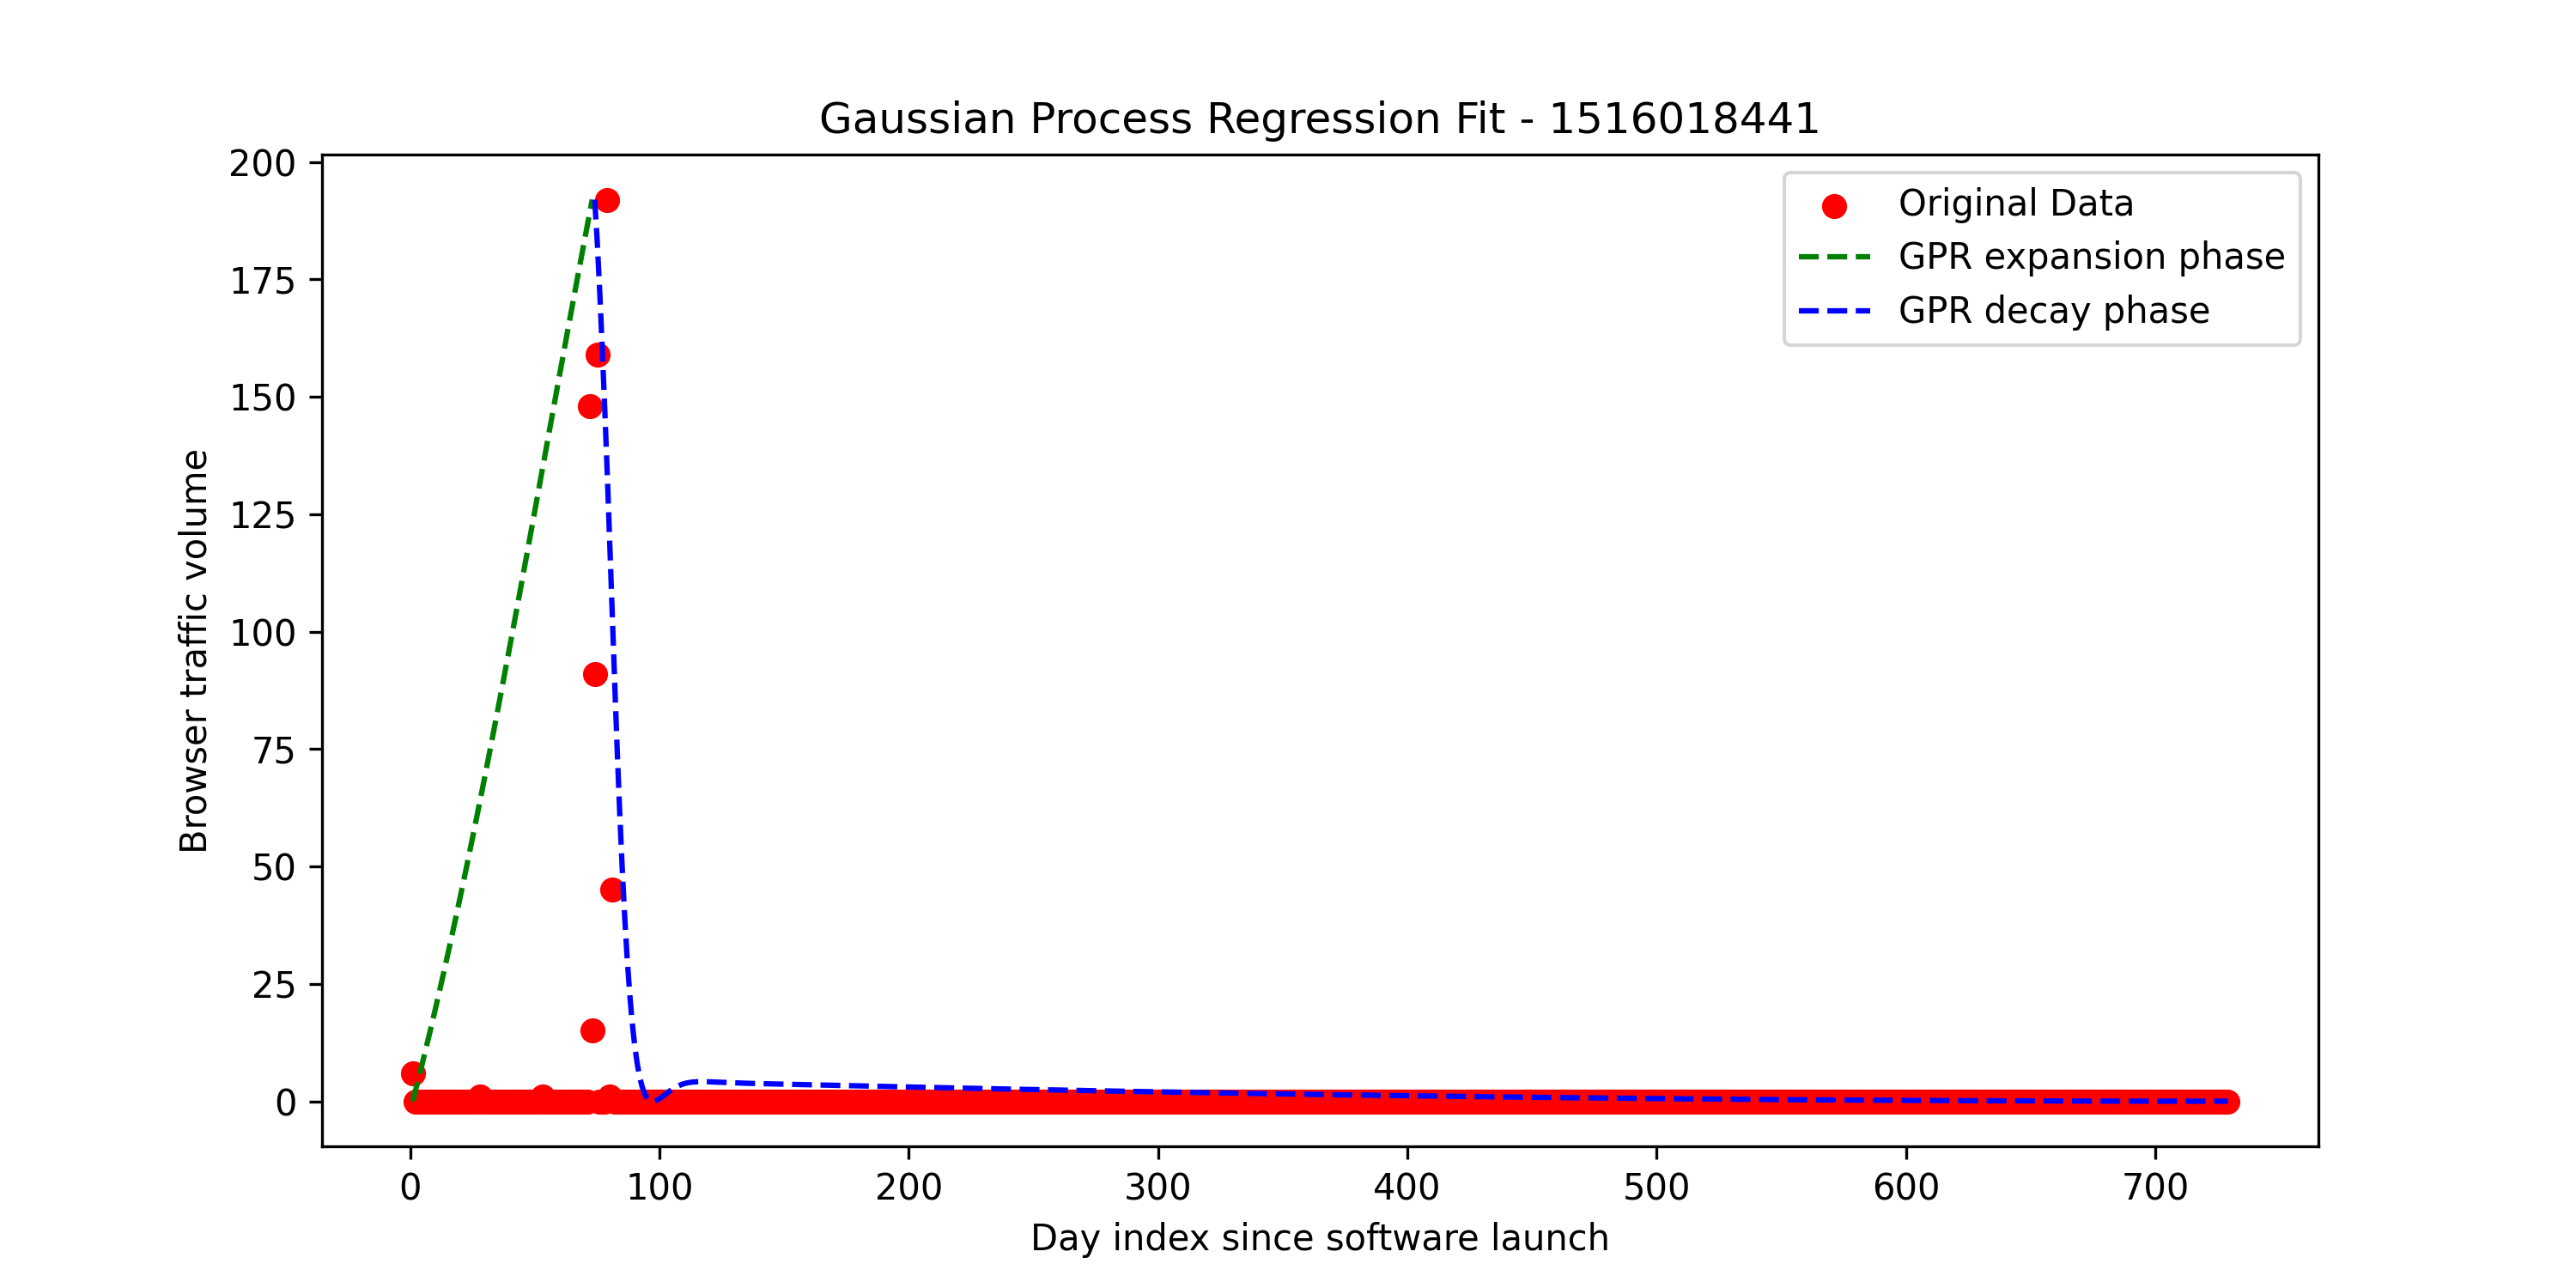 Gaussian Process Regression Fit - 1516018441
Original Data
GPR expansion phase
GPR decay phase
Browser traffic volume
200
175
150
125
100
75
50
25
0
0 100 200 300 400 500 600 700
Day index since software launch